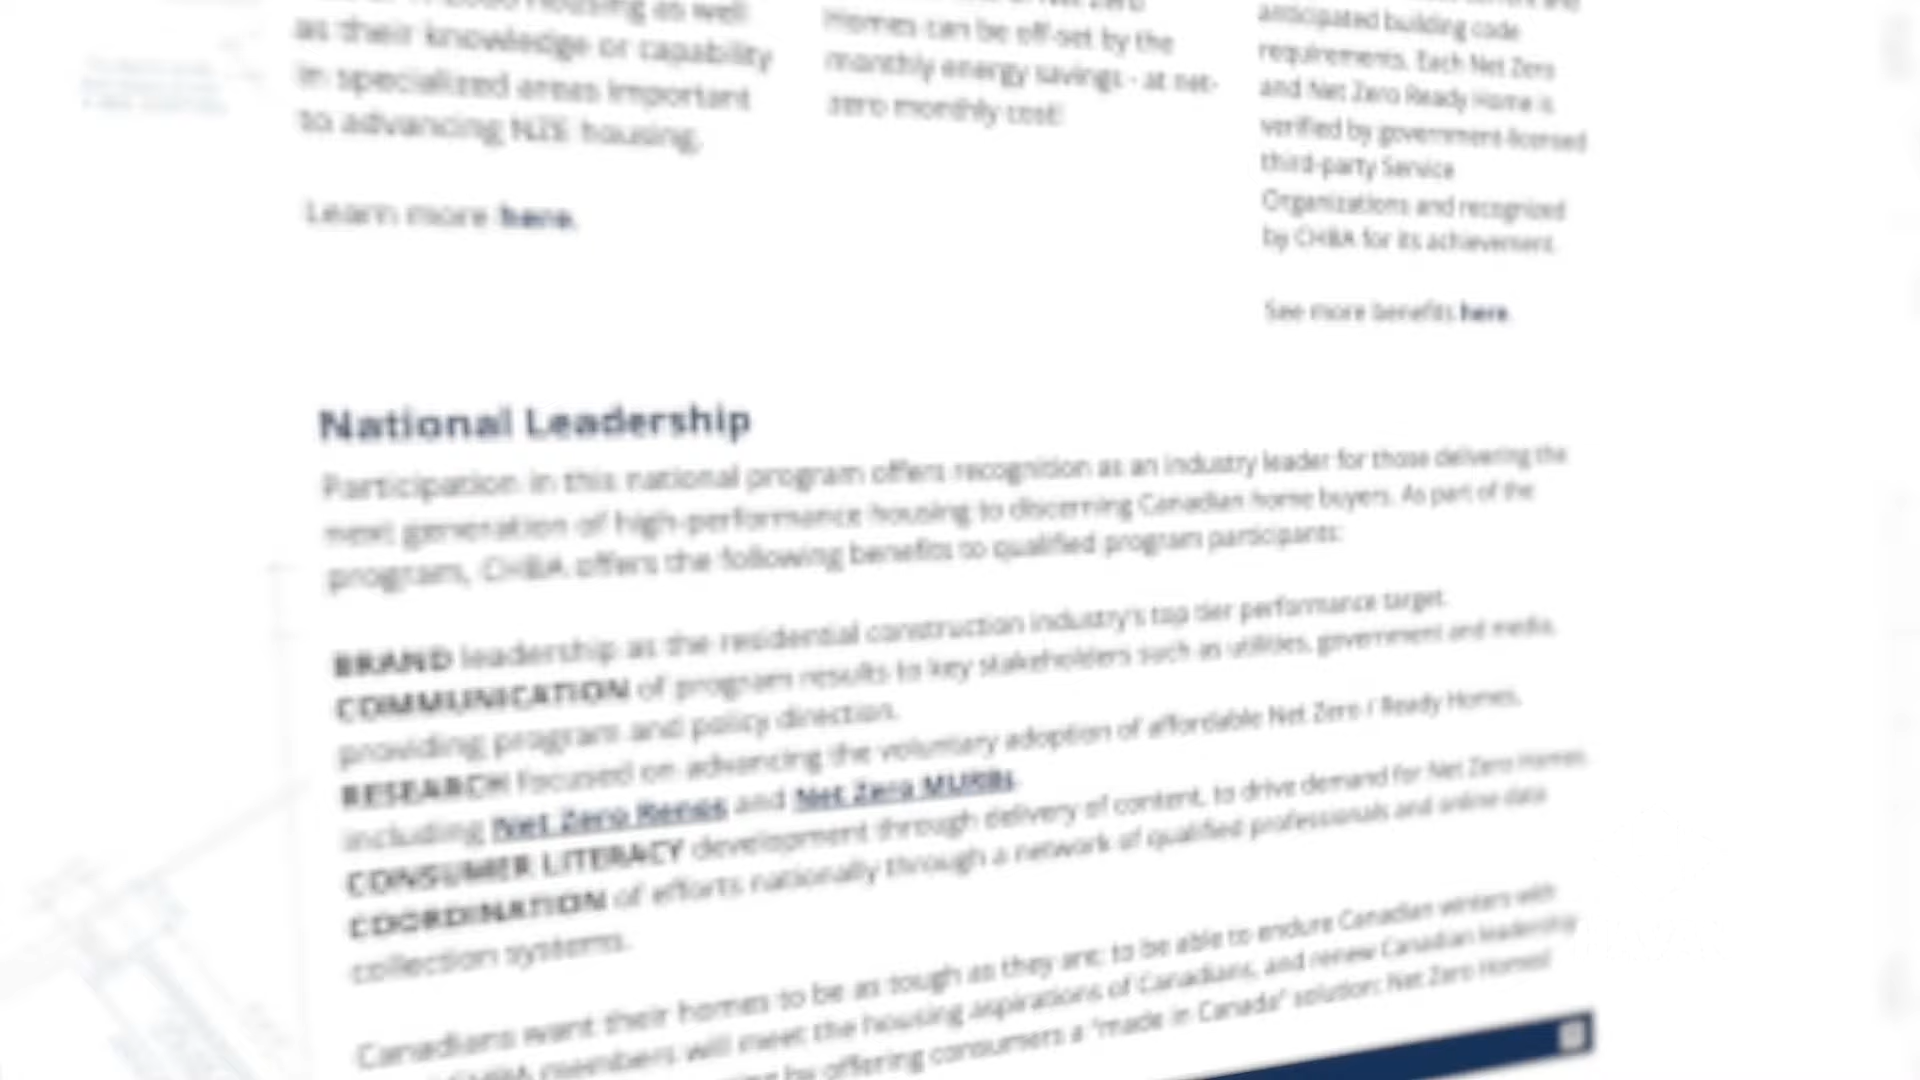 housing as well
as their knowledge or capability
in specialized areas important
to advancing NZE housing.
Learn more here.
Homes can be off-set by the
monthly energy savings - at net-
zero monthly cost!
anticipated building code
requirements. Each Net Zero
and Net Zero Ready Home is
verified by government-licensed
third-party Service
Organizations and recognized
by CHBA for its achievement.
See more benefits here.
National Leadership
Participation in this national program offers recognition as an industry leader for those delivering the
next generation of high-performance housing to discerning Canadian home buyers. As part of the
program, CHBA offers the following benefits to qualified program participants:
BRAND leadership as the residential construction industry's top tier performance target.
COMMUNICATION of program results to key stakeholders such as utilities, government and media,
providing program and policy direction.
RESEARCH focused on advancing the voluntary adoption of affordable Net Zero / Ready Homes,
including Net Zero Renos and Net Zero MURBs.
CONSUMER LITERACY development through delivery of content, to drive demand for Net Zero Homes.
COORDINATION of efforts nationally through a network of qualified professionals and online data
collection systems.
Canadians want their homes to be as tough as they are; to be able to endure Canadian winters with
CHBA members will meet the housing aspirations of Canadians, and renew Canadian leadership
by offering consumers a "made in Canada" solution: Net Zero Homes!